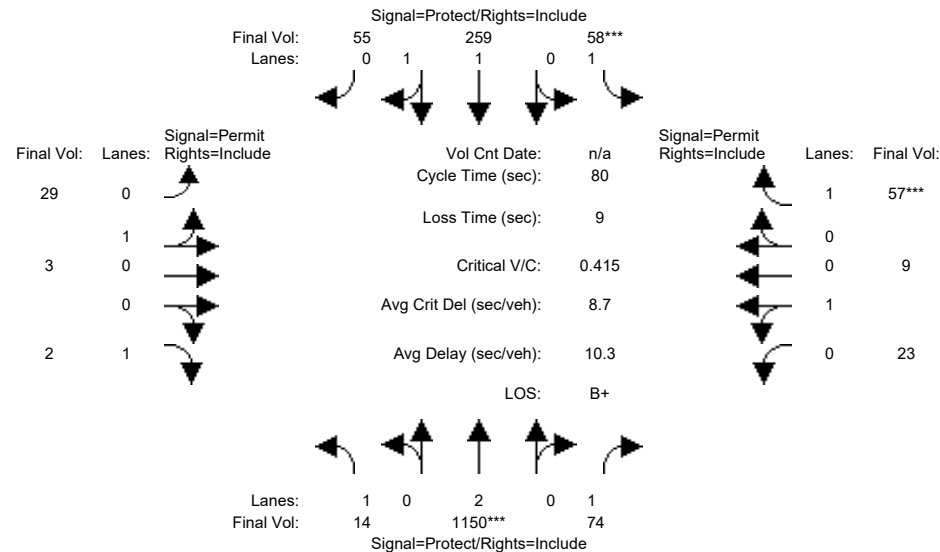 Signal=Protect/Rights=Include
Final Vol: 55 259 58***
Lanes: 0 1 1 0 1
Signal=Permit Signal=Permit
Final Vol: Lanes: Rights=Include Vol Cnt Date: n/a Rights=Include Lanes: Final Vol:
Cycle Time (sec): 80
29 0 1 57***
Loss Time (sec): 9
1 0
3 0 Critical V/C: 0.415 0 9
0 Avg Crit Del (sec/veh): 8.7 1
2 1 Avg Delay (sec/veh): 10.3 0 23
LOS: B+
Lanes: 1 0 2 0 1
Final Vol: 14 1150*** 74
Signal=Protect/Rights=Include